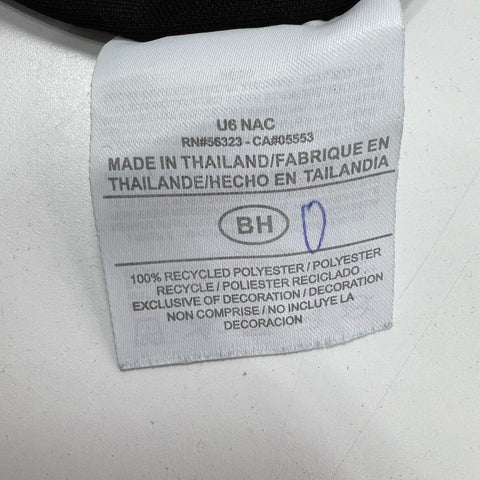 U6 NAC
RN#56323 - CA#05553
MADE IN THAILAND/FABRIQUE EN
THAILANDE/HECHO EN TAILANDIA
BH 0
100% RECYCLED POLYESTER / POLYESTER
RECYCLE / POLIESTER RECICLADO
EXCLUSIVE OF DECORATION / DECORATION
NON COMPRISE / NO INCLUYE LA
DECORACION